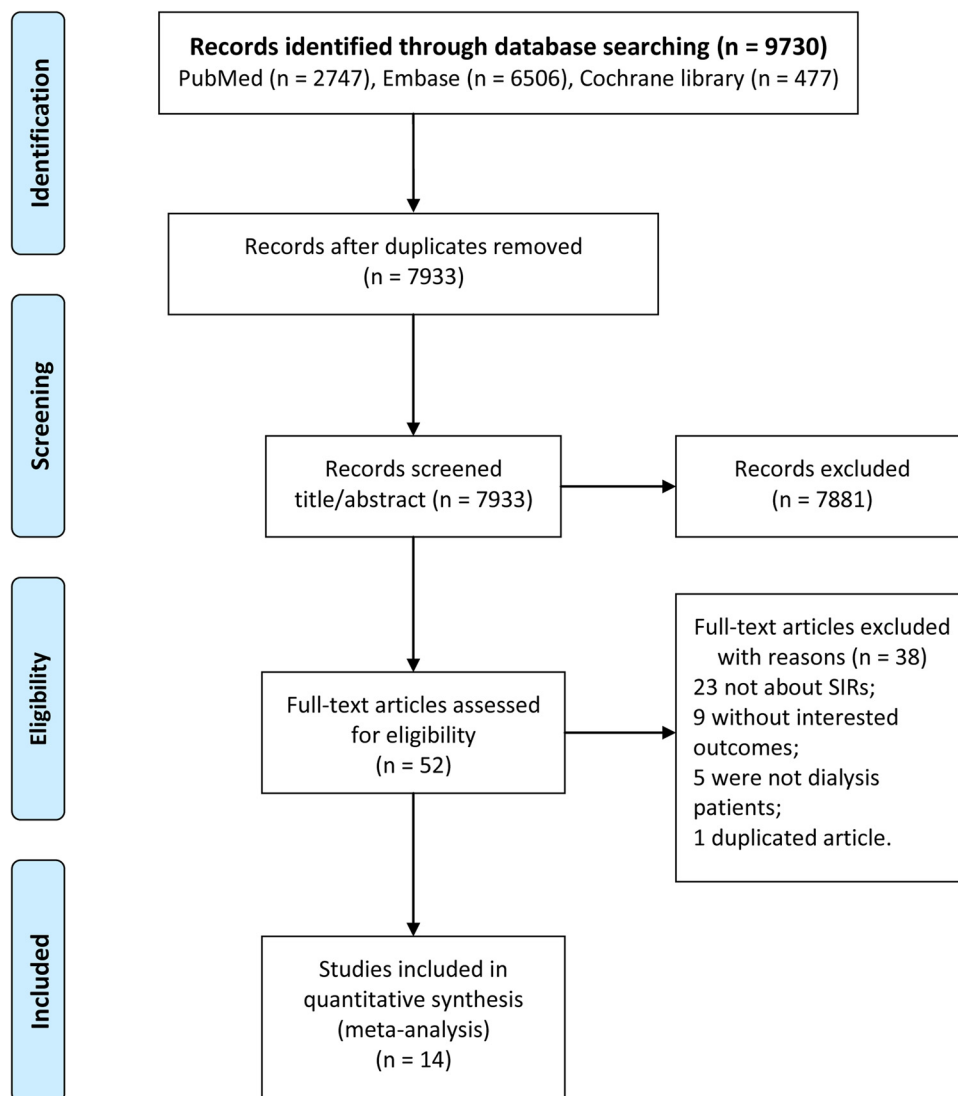 Identification
Records identified through database searching (n = 9730)
PubMed (n = 2747), Embase (n = 6506), Cochrane library (n = 477)
Records after duplicates removed
(n = 7933)
Screening
Records screened
title/abstract (n = 7933)
Records excluded
(n = 7881)
Eligibility
Full-text articles assessed
for eligibility
(n = 52)
Full-text articles excluded
with reasons (n = 38)
23 not about SIRs;
9 without interested
outcomes;
5 were not dialysis
patients;
1 duplicated article.
Included
Studies included in
quantitative synthesis
(meta-analysis)
(n = 14)